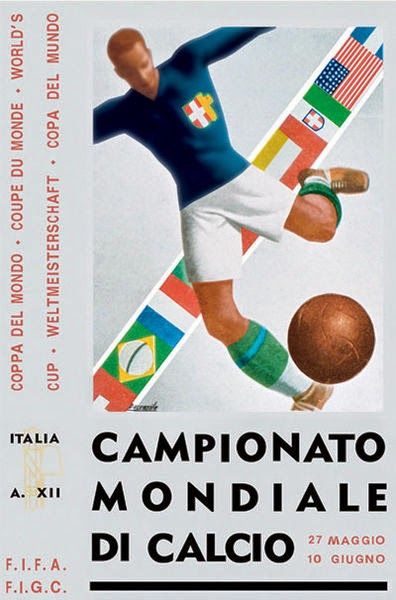 COPPA DEL MONDO · COUPE DU MONDE · WORLD'S
CUP · WELTMEISTERSCHAFT · COPA DEL MUNDO
ITALIA
A. XII
F.I.F.A.
F.I.G.C.
CAMPIONATO
MONDIALE
DI CALCIO
27 MAGGIO
10 GIUGNO